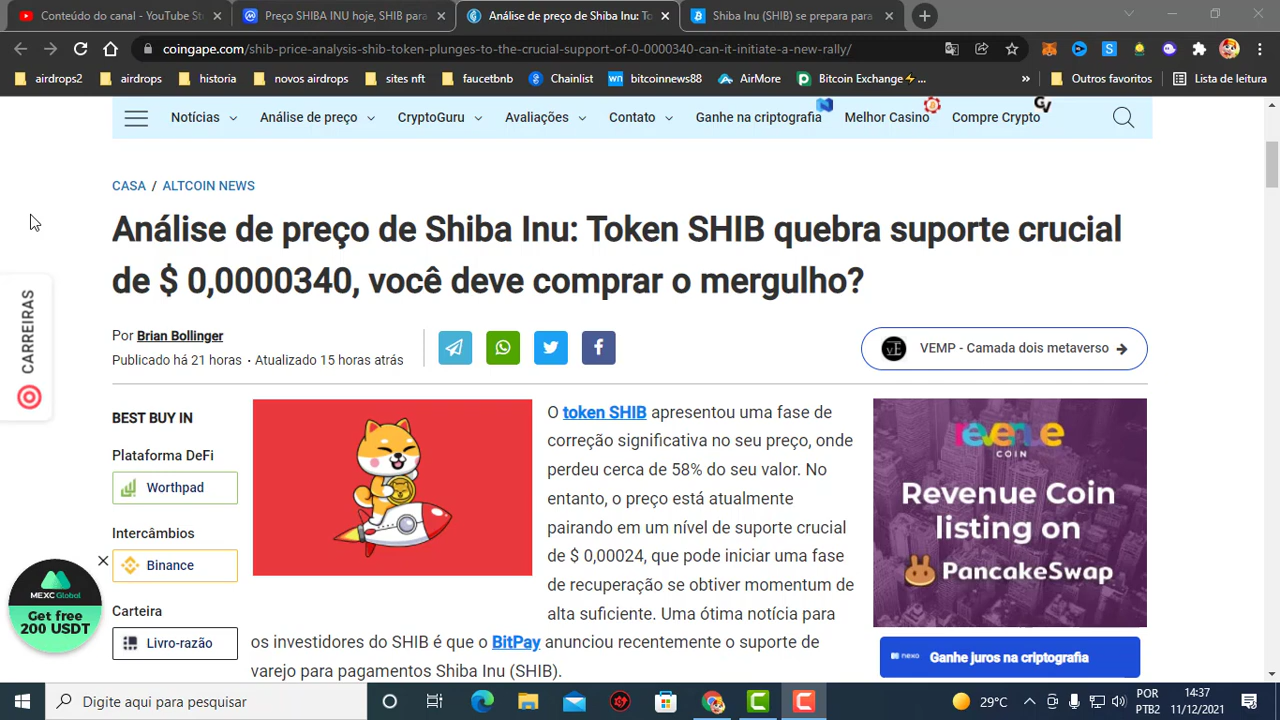 Conteúdo do canal - YouTube St
Preço SHIBA INU hoje, SHIB para
Análise de preço de Shiba Inu: To
Shiba Inu (SHIB) se prepara para
coingape.com/shib-price-analysis-shib-token-plunges-to-the-crucial-support-of-0-0000340-can-it-initiate-a-new-rally/
airdrops2
airdrops
historia
novos airdrops
sites nft
faucetbnb
Chainlist
wn
bitcoinnews88
AirMore
Bitcoin Exchange⚡...
»
Outros favoritos
Lista de leitura
Notícias
Análise de preço
CryptoGuru
Avaliações
Contato
Ganhe na criptografia
Melhor Casino
Compre Crypto
CASA / ALTCOIN NEWS
Análise de preço de Shiba Inu: Token SHIB quebra suporte crucial
de $ 0,0000340, você deve comprar o mergulho?
CARREIRAS
Por Brian Bollinger
Publicado há 21 horas · Atualizado 15 horas atrás
VEMP - Camada dois metaverso →
BEST BUY IN
Plataforma DeFi
Worthpad
Intercâmbios
Binance
Carteira
Livro-razão
MEXC Global
Get free
200 USDT
O token SHIB apresentou uma fase de
correção significativa no seu preço, onde
perdeu cerca de 58% do seu valor. No
entanto, o preço está atualmente
pairando em um nível de suporte crucial
de $ 0,00024, que pode iniciar uma fase
de recuperação se obtiver momentum de
alta suficiente. Uma ótima notícia para
os investidores do SHIB é que o BitPay anunciou recentemente o suporte de
varejo para pagamentos Shiba Inu (SHIB).
revenue
COIN
Revenue Coin
listing on
PancakeSwap
nexo
Ganhe juros na criptografia
Digite aqui para pesquisar
29°C
POR
PTB2
14:37
11/12/2021